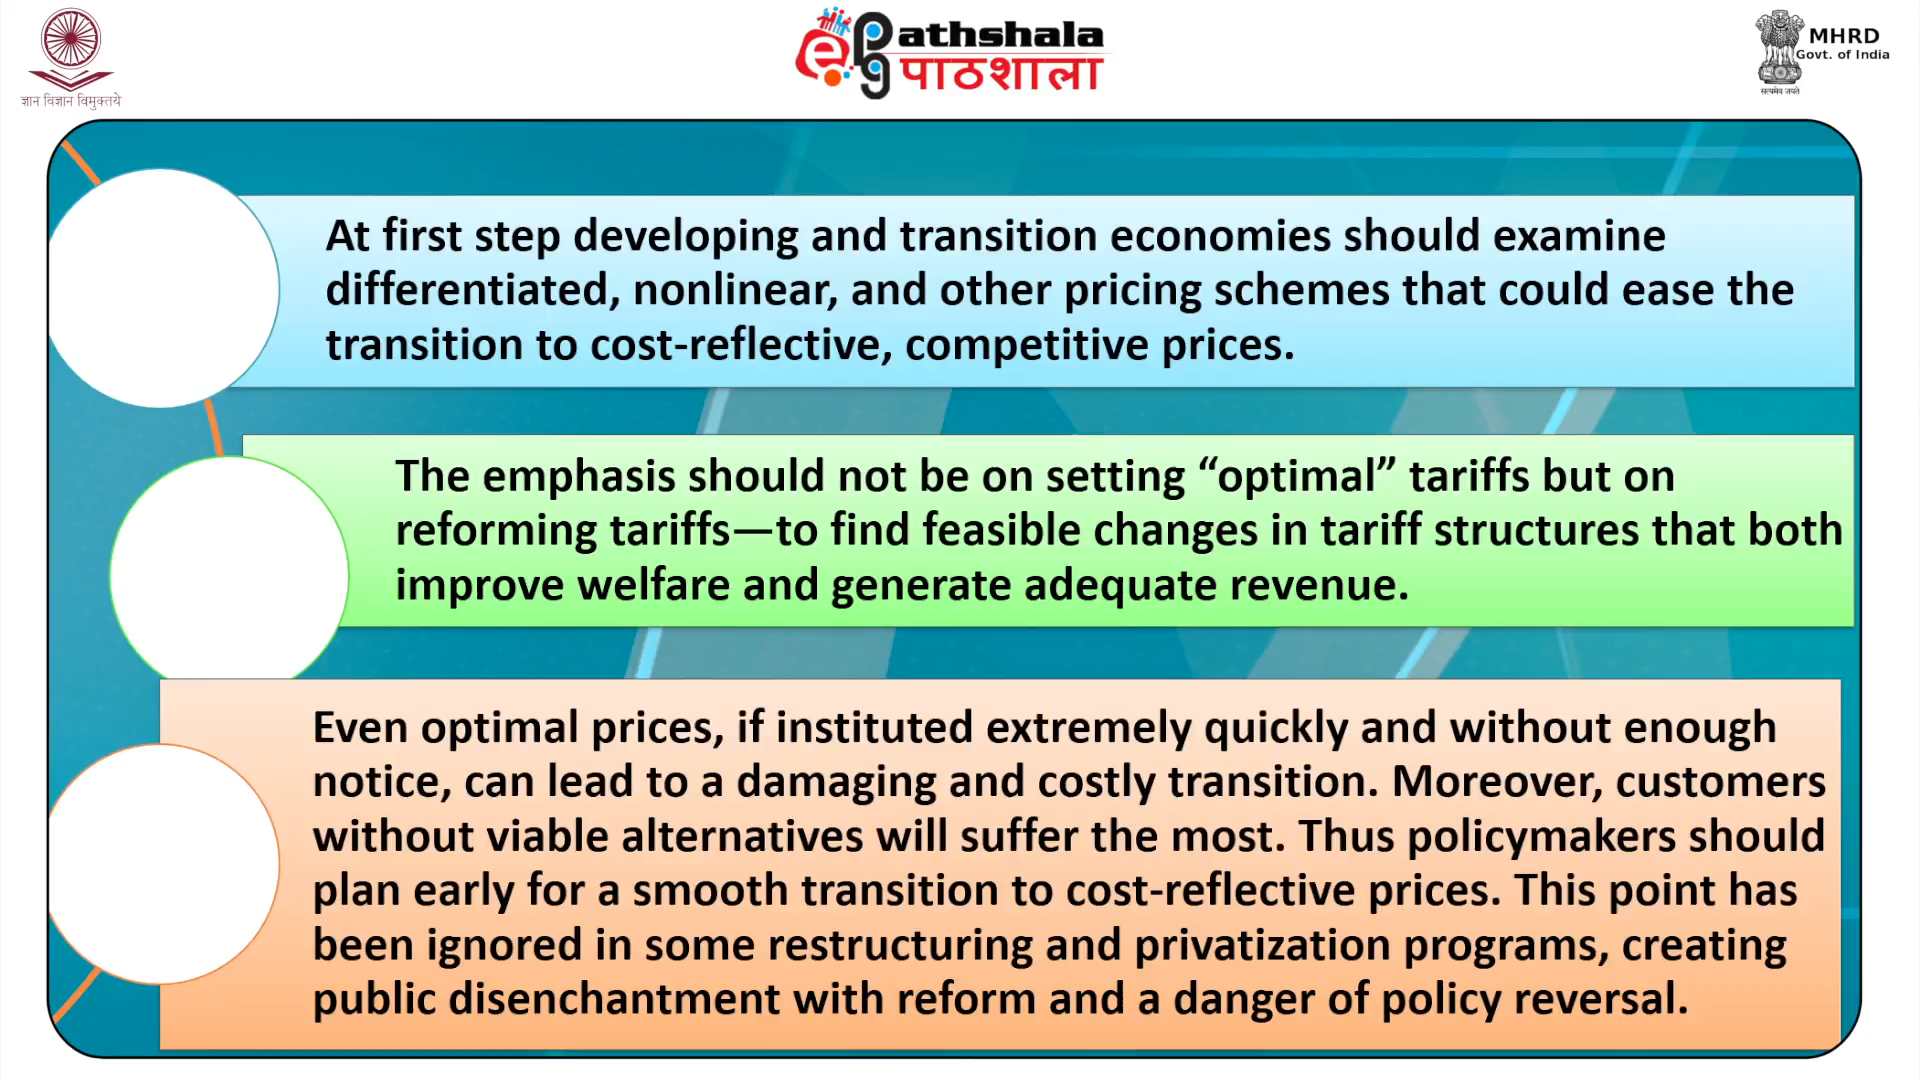 ज्ञान विज्ञान विमुक्तये
ePG Pathshala
पाठशाला
MHRD
Govt. of India
सत्यमेव जयते
At first step developing and transition economies should examine
differentiated, nonlinear, and other pricing schemes that could ease the
transition to cost-reflective, competitive prices.
The emphasis should not be on setting “optimal” tariffs but on
reforming tariffs—to find feasible changes in tariff structures that both
improve welfare and generate adequate revenue.
Even optimal prices, if instituted extremely quickly and without enough
notice, can lead to a damaging and costly transition. Moreover, customers
without viable alternatives will suffer the most. Thus policymakers should
plan early for a smooth transition to cost-reflective prices. This point has
been ignored in some restructuring and privatization programs, creating
public disenchantment with reform and a danger of policy reversal.